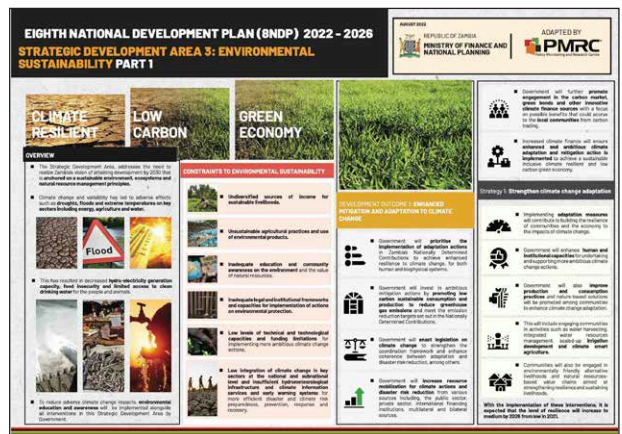 EIGHTH NATIONAL DEVELOPMENT PLAN (8NDP) 2022 - 2026
STRATEGIC DEVELOPMENT AREA 3: ENVIRONMENTAL
SUSTAINABILITY PART 1
AUGUST 2022
REPUBLIC OF ZAMBIA
MINISTRY OF FINANCE AND
NATIONAL PLANNING
ADAPTED BY
PMRC
Policy Monitoring and Research Centre
CLIMATE
RESILIENT
LOW
CARBON
GREEN
ECONOMY
OVERVIEW
The Strategic Development Area, addresses the need to
realize Zambia's vision of attaining development by 2030 that
is anchored on a sustainable environment, ecosystems and
natural resource management principles.
Climate change and variability has led to adverse effects
such as droughts, floods and extreme temperatures on key
sectors including energy, agriculture and water.
Flood
This has resulted in decreased hydro-electricity generation
capacity, food insecurity and limited access to clean
drinking water for the people and animals.
To reduce adverse climate change impacts, environmental
education and awareness will be implemented alongside
all interventions in this Strategic Development Area by
Government.
CONSTRAINTS TO ENVIRONMENTAL SUSTAINABILITY
Undiversified sources of income for
sustainable livelihoods.
Unsustainable agricultural practices and use
of environmental products.
Inadequate education and community
awareness on the environment and the value
of natural resources.
Inadequate legal and institutional frameworks
and capacities for implementation of actions
on environmental protection.
Low levels of technical and technological
capacities and funding limitations for
implementing more ambitious climate change
actions.
Low integration of climate change in key
sectors at the national and subnational
level and insufficient hydrometeorological
infrastructure and climate information
services and early warning systems for
more efficient disaster and climate risk
preparedness, prevention, response and
recovery.
DEVELOPMENT OUTCOME 1: ENHANCED
MITIGATION AND ADAPTATION TO CLIMATE
CHANGE
Government will prioritise the
implementation of adaptation actions
in Zambia's Nationally Determined
Contributions to achieve enhanced
resilience to climate change, for both
human and biophysical systems.
Government will invest in ambitious
mitigation actions by promoting low
carbon sustainable consumption and
production to reduce greenhouse
gas emissions and meet the emission
reduction targets set out in the Nationally
Determined Contributions.
Government will enact legislation on
climate change to strengthen the
coordination framework and enhance
coherence between adaptation and
disaster risk reduction, among others.
Government will increase resource
mobilisation for climate actions and
disaster risk reduction from various
sources including, the public sector,
private sector, international financing
institutions, multilateral and bilateral
sources.
Government will further promote
engagement in the carbon market,
green bonds and other innovative
climate finance sources with a focus
on possible benefits that could accrue
to the local communities from carbon
trading.
Increased climate finance will ensure
enhanced and ambitious climate
adaptation and mitigation action is
implemented to achieve a sustainable
inclusive climate resilient and low
carbon green economy.
Strategy 1: Strengthen climate change adaptation
Implementing adaptation measures
will contribute to building the resilience
of communities and the economy to
the impacts of climate change.
Government will enhance human and
institutional capacities for undertaking
and supporting more ambitious climate
change actions.
Government will also improve
production and consumption
practices and nature-based solutions
will be promoted among communities
to enhance climate change adaptation.
This will include engaging communities
in activities such as water harvesting,
integrated water resources
management, scaled-up irrigation
development and climate smart
agriculture.
Communities will also be engaged in
environmentally friendly alternative
livelihoods and natural resources-
based value chains aimed at
strengthening resilience and sustaining
livelihoods.
With the implementation of these interventions, it is
expected that the level of resilience will increase to
medium by 2026 from low in 2021.